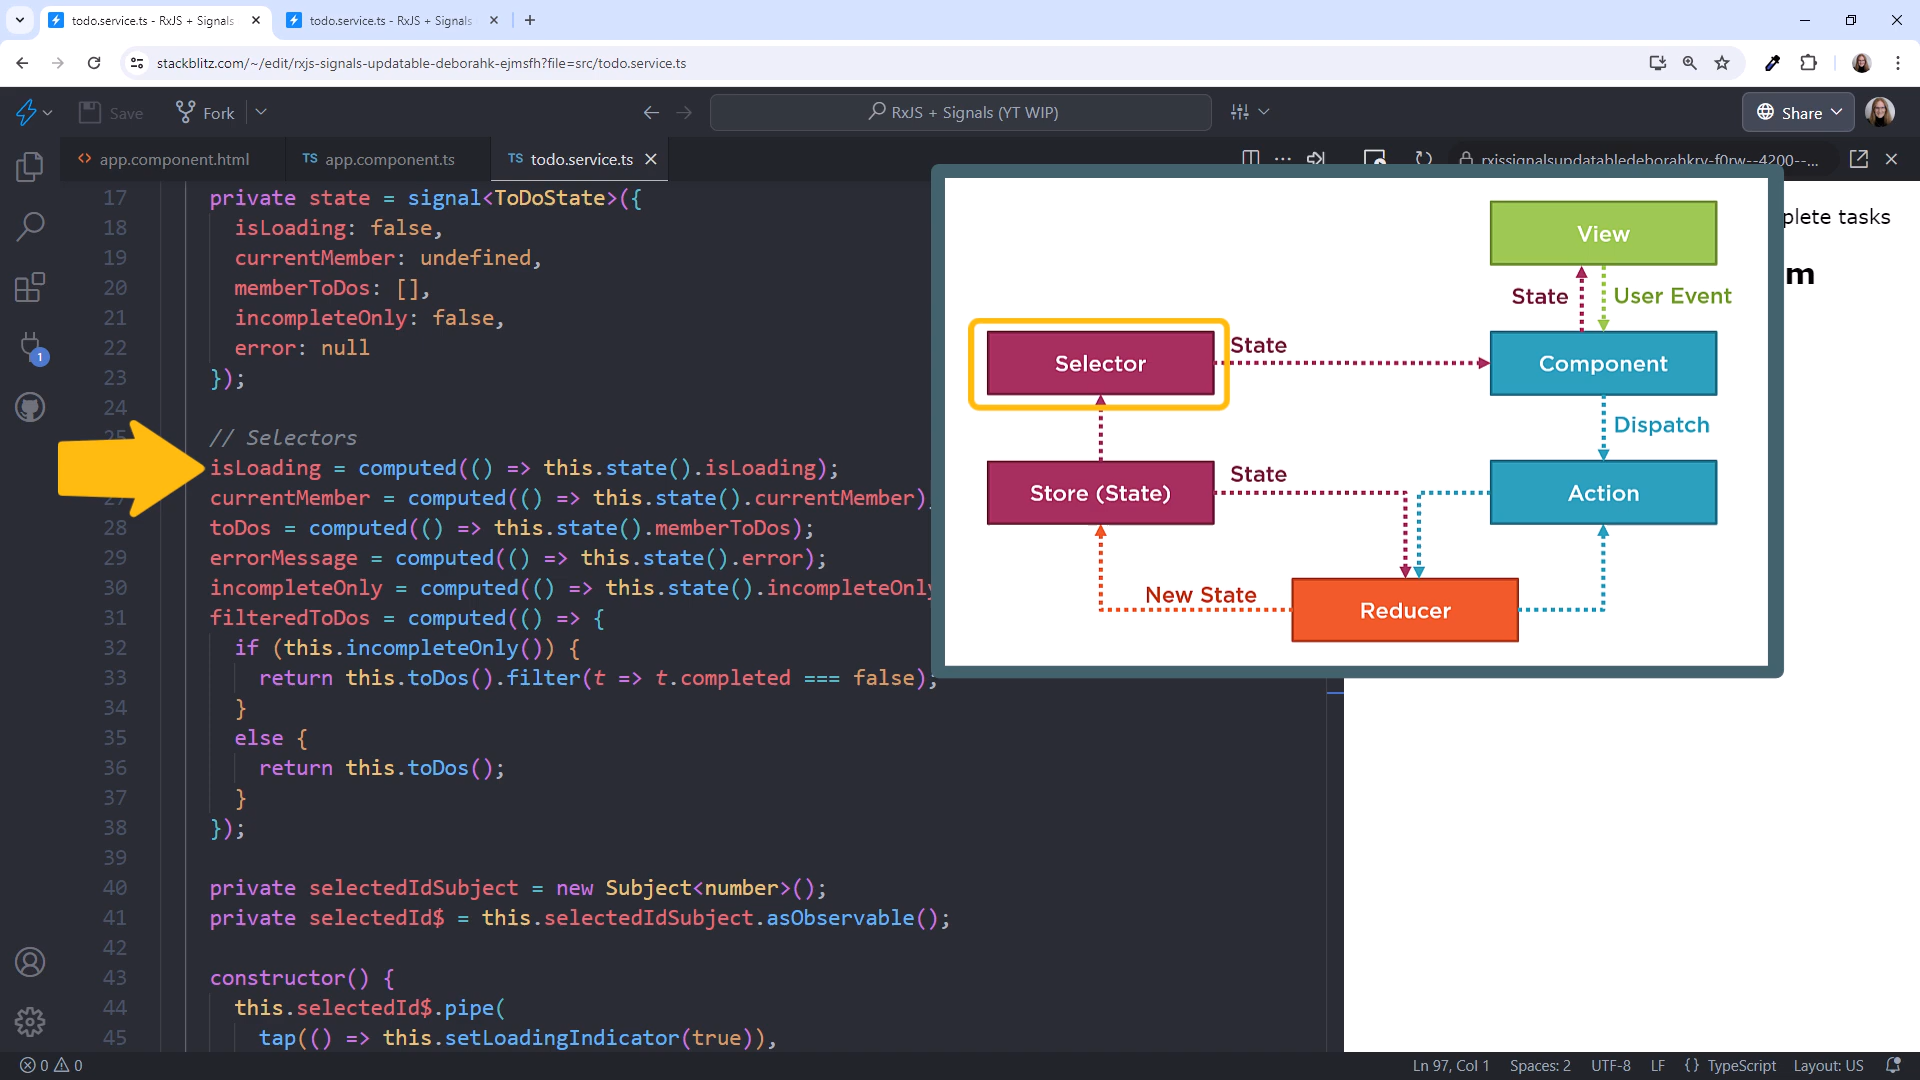 todo.service.ts - RxJS + Signals
todo.service.ts - RxJS + Signals
stackblitz.com/~/edit/rxjs-signals-updatable-deborahk-ejmsfh?file=src/todo.service.ts
Save
Fork
RxJS + Signals (YT WIP)
Share
<> app.component.html
TS app.component.ts
TS todo.service.ts
rxjssignalsupdatabledeborahkrv-f0rw--4200--...
17 private state = signal<ToDoState>({
18 isLoading: false,
19 currentMember: undefined,
20 memberToDos: [],
21 incompleteOnly: false,
22 error: null
23 });
24
25 // Selectors
isLoading = computed(() => this.state().isLoading);
27 currentMember = computed(() => this.state().currentMember)
28 toDos = computed(() => this.state().memberToDos);
29 errorMessage = computed(() => this.state().error);
30 incompleteOnly = computed(() => this.state().incompleteOnly
31 filteredToDos = computed(() => {
32 if (this.incompleteOnly()) {
33 return this.toDos().filter(t => t.completed === false);
34 }
35 else {
36 return this.toDos();
37 }
38 });
39
40 private selectedIdSubject = new Subject<number>();
41 private selectedId$ = this.selectedIdSubject.asObservable();
42
43 constructor() {
44 this.selectedId$.pipe(
45 tap(() => this.setLoadingIndicator(true)),
View
State
User Event
Selector
State
Component
Dispatch
Store (State)
State
Action
New State
Reducer
plete tasks
m
1
0 0
Ln 97, Col 1
Spaces: 2
UTF-8
LF
{} TypeScript
Layout: US